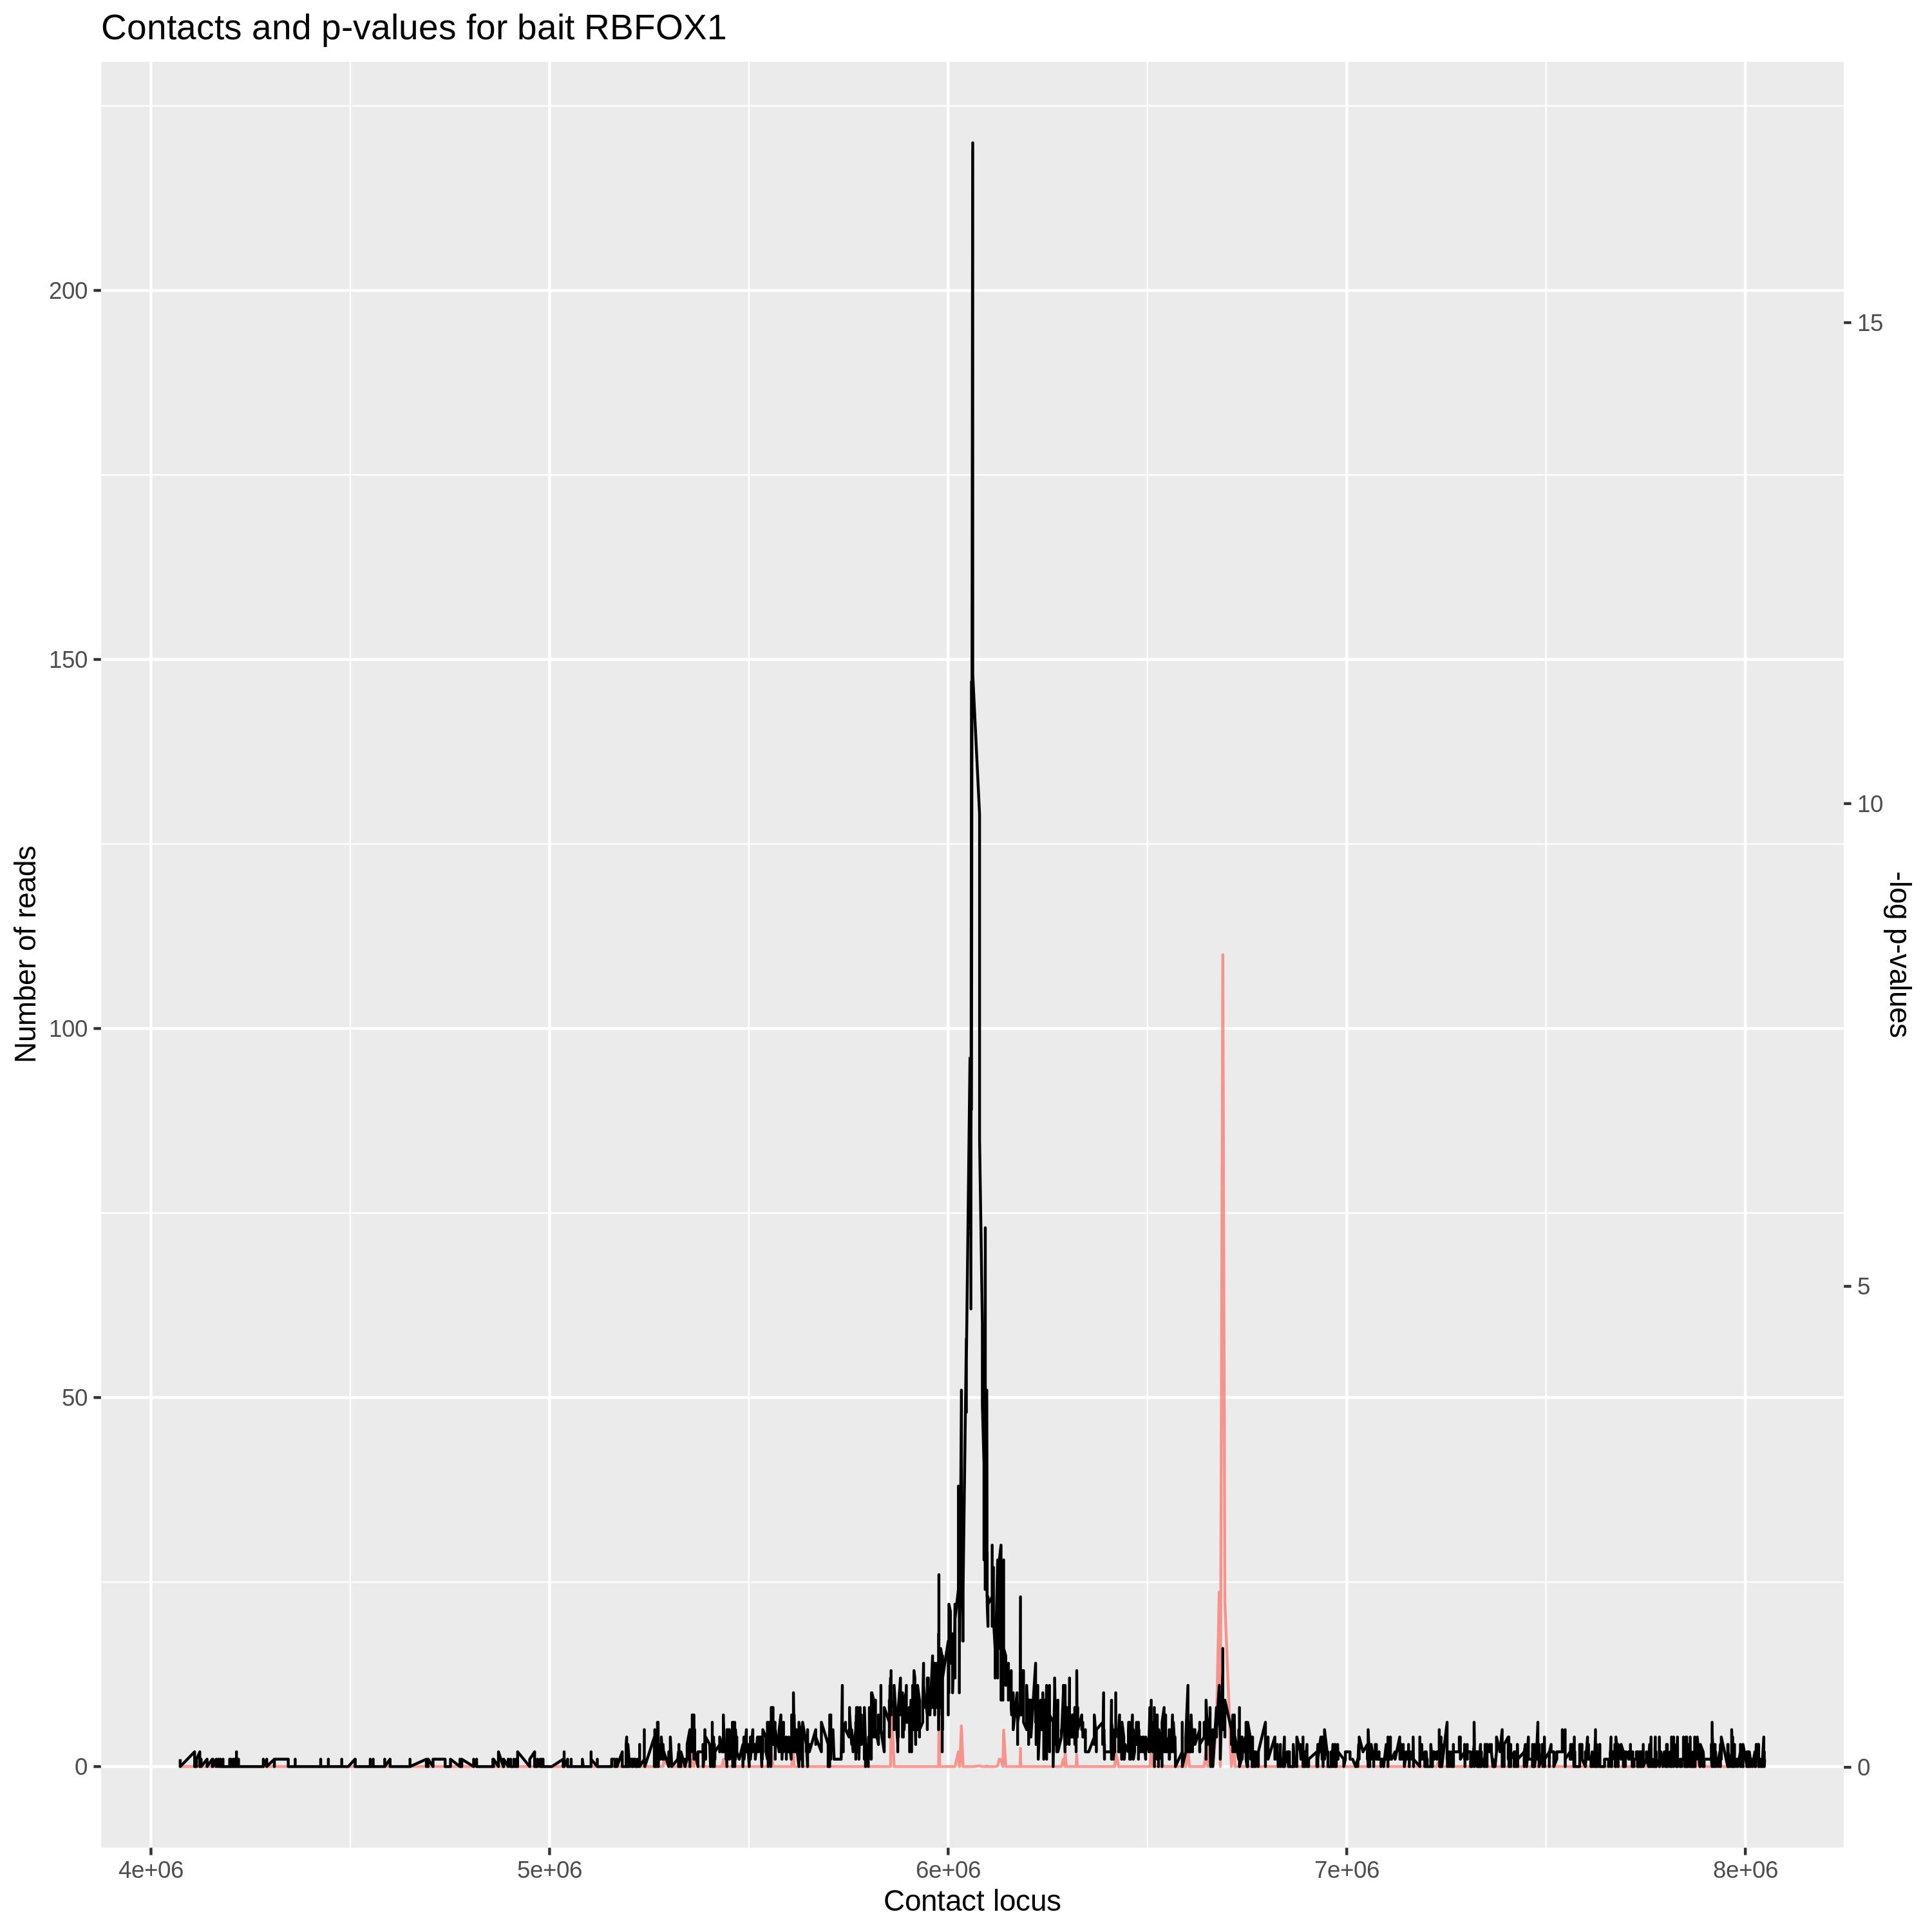 Contacts and p-values for bait RBFOX1
Number of reads
200
150
100
50
0
15
10
5
0
-log p-values
4e+06
5e+06
6e+06
7e+06
8e+06
Contact locus